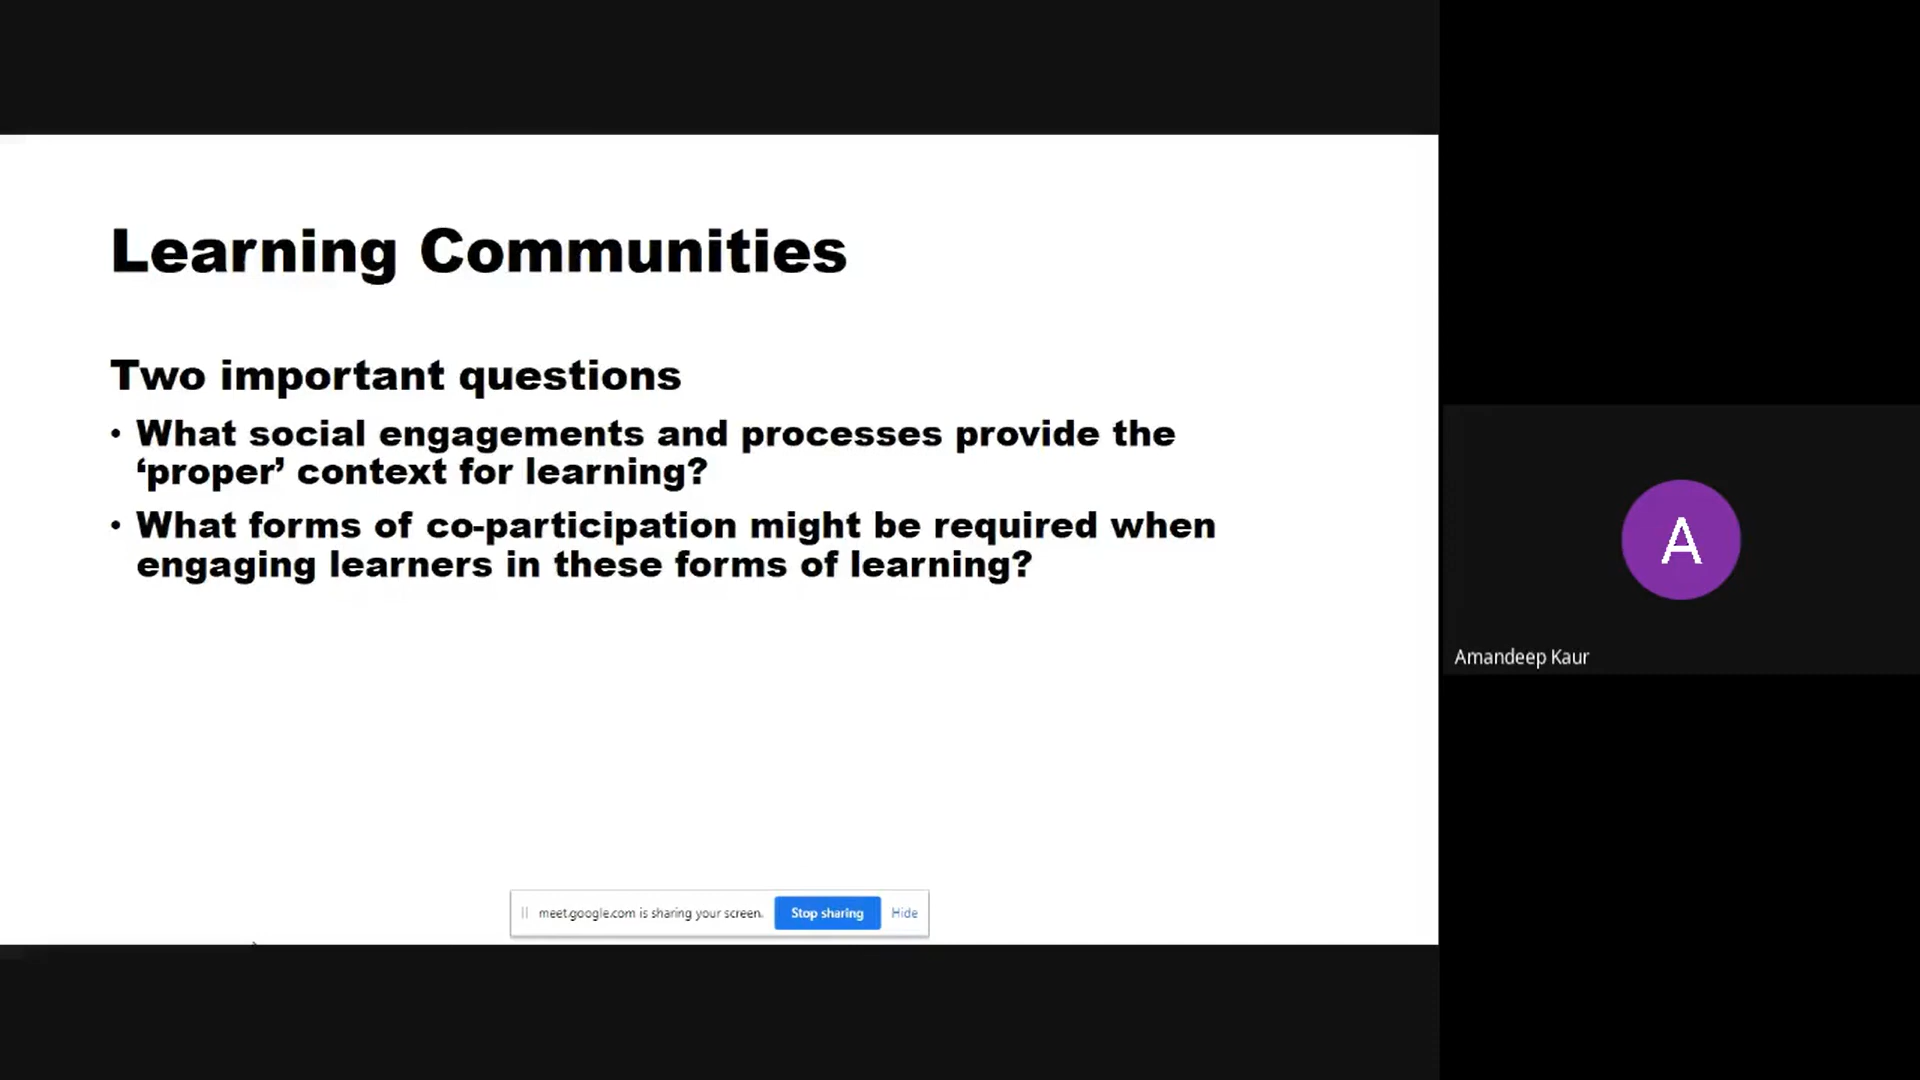 Learning Communities
Two important questions
• What social engagements and processes provide the
‘proper’ context for learning?
• What forms of co-participation might be required when
engaging learners in these forms of learning?
A
Amandeep Kaur
meet.google.com is sharing your screen.
Stop sharing
Hide